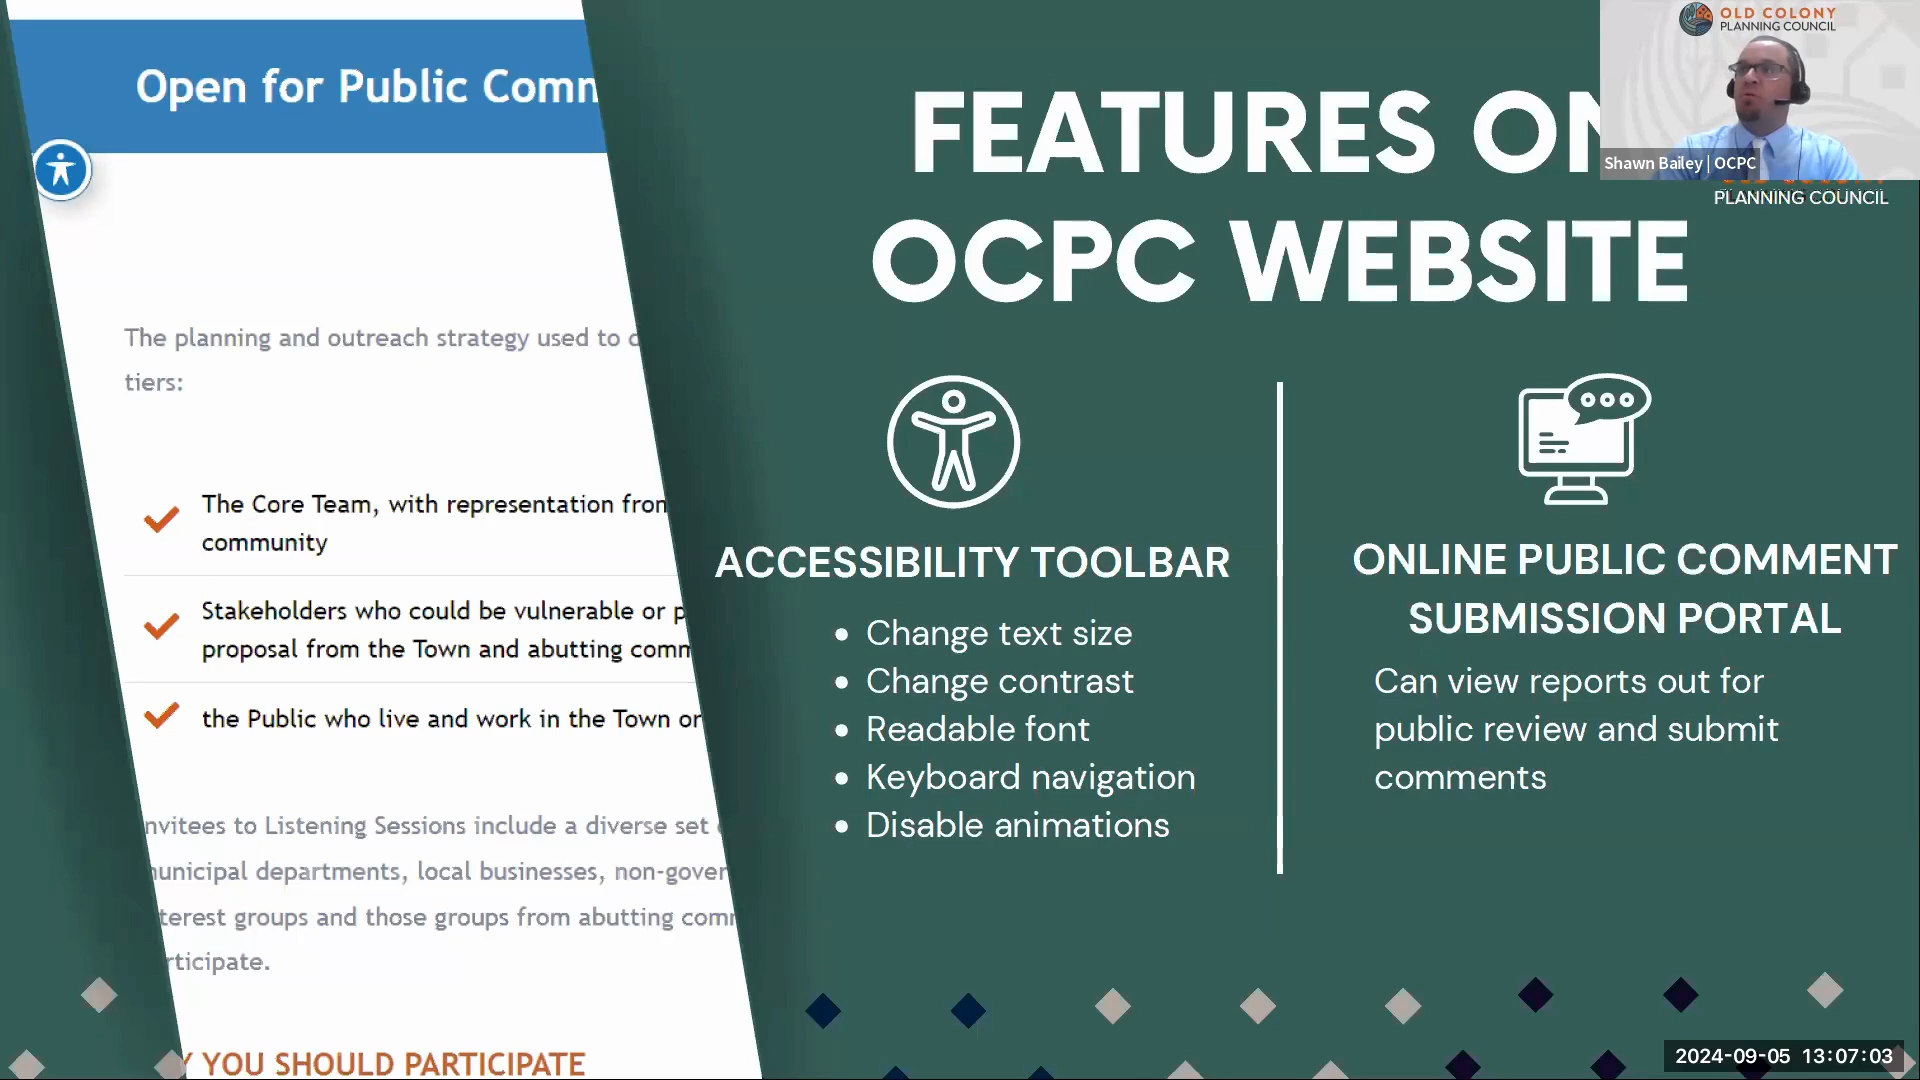 Open for Public Comm
The planning and outreach strategy used to
tiers:
The Core Team, with representation from
community
Stakeholders who could be vulnerable or p
proposal from the Town and abutting comm
the Public who live and work in the Town or
nvitees to Listening Sessions include a diverse set
unicipal departments, local businesses, non-gover
terest groups and those groups from abutting comm
rticipate.
YOU SHOULD PARTICIPATE
FEATURES ON
OCPC WEBSITE
ACCESSIBILITY TOOLBAR
• Change text size
• Change contrast
• Readable font
• Keyboard navigation
• Disable animations
ONLINE PUBLIC COMMENT
SUBMISSION PORTAL
Can view reports out for
public review and submit
comments
OLD COLONY
PLANNING COUNCIL
Shawn Bailey | OCPC
PLANNING COUNCIL
2024-09-05 13:07:03